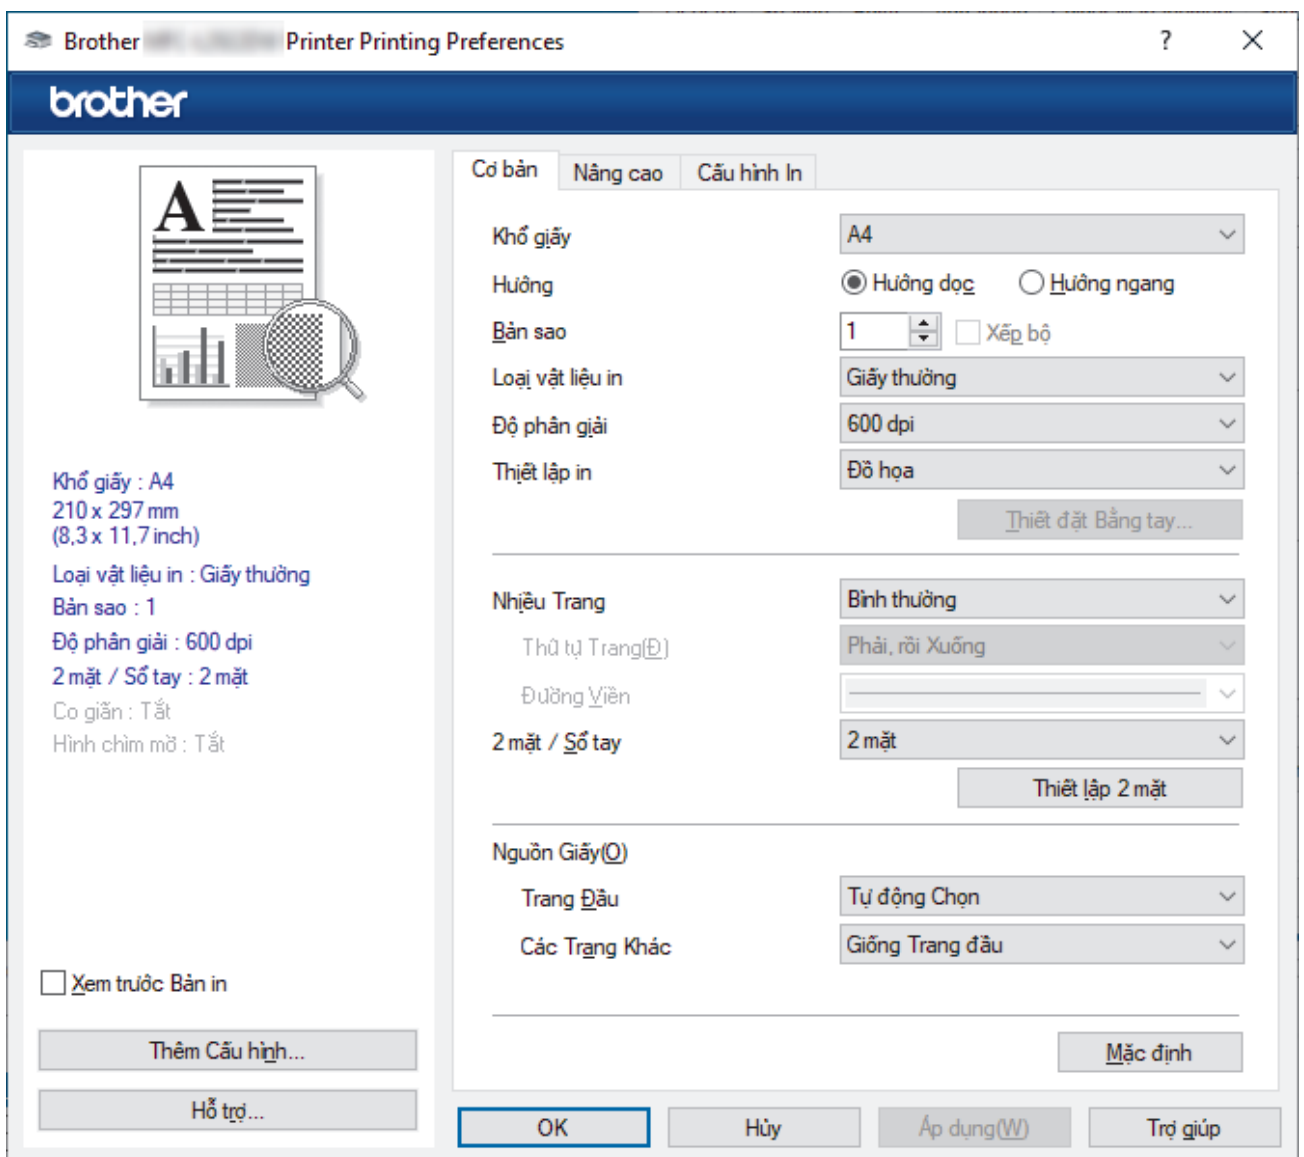 Brother Printer Printing Preferences
brother
A
Khổ giấy : A4
210 x 297 mm
(8,3 x 11,7 inch)
Loại vật liệu in : Giấy thường
Bản sao : 1
Độ phân giải : 600 dpi
2 mặt / Sổ tay : 2 mặt
Co giãn : Tắt
Hình chìm mờ : Tắt
Xem trước Bản in
Thêm Cấu hình...
Hỗ trợ...
Cơ bản Nâng cao Cấu hình In
Khổ giấy A4
Hướng Hướng dọc Hướng ngang
Bản sao 1 Xếp bộ
Loại vật liệu in Giấy thường
Độ phân giải 600 dpi
Thiết lập in Đồ họa
Thiết đặt Bằng tay...
Nhiều Trang Bình thường
Thứ tự Trang(Đ) Phải, rồi Xuống
Đường Viền
2 mặt / Sổ tay 2 mặt
Thiết lập 2 mặt
Nguồn Giấy(O)
Trang Đầu Tự động Chọn
Các Trang Khác Giống Trang đầu
Mặc định
OK Hủy Áp dụng(W) Trợ giúp